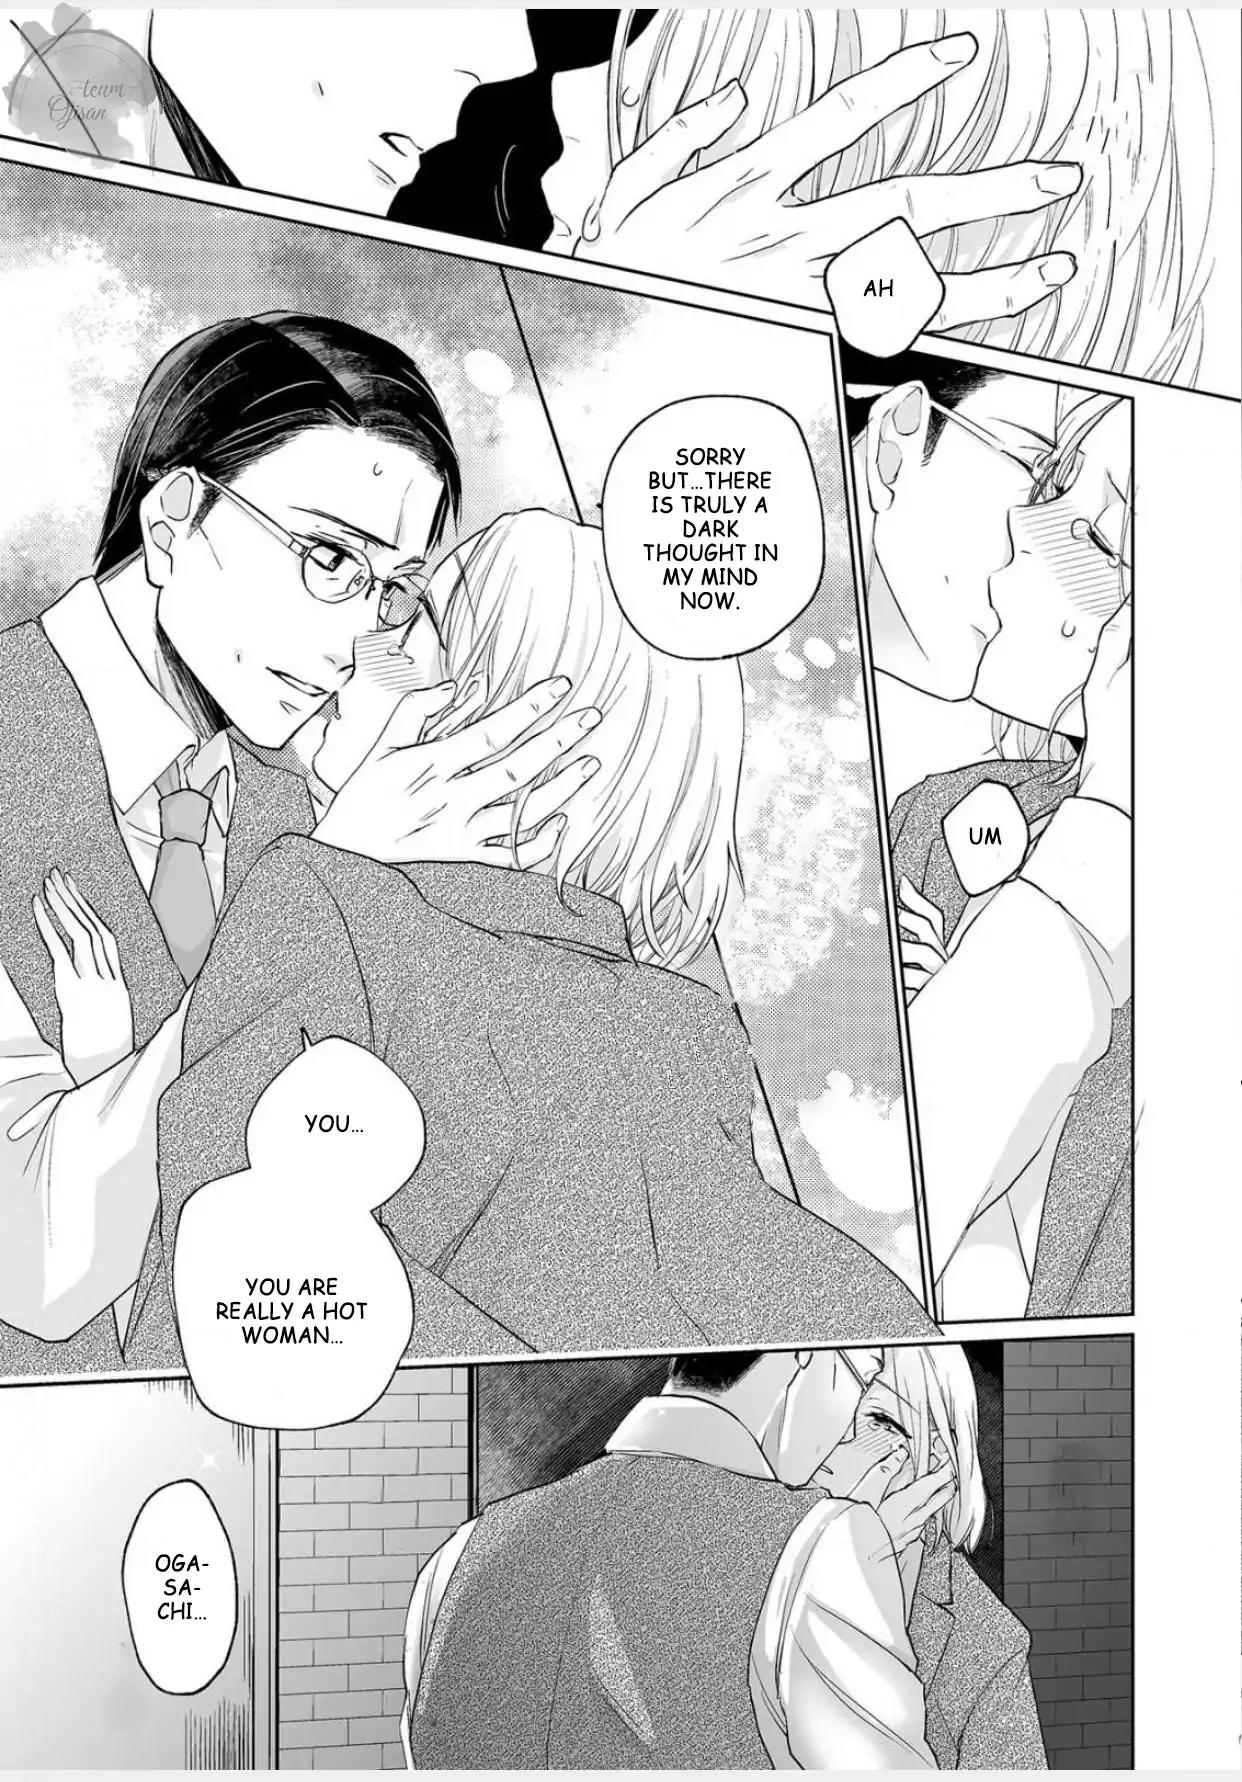 team
Ojisan
AH
UM
SORRY
BUT...THERE
IS TRULY A
DARK
THOUGHT IN
MY MIND
NOW.
YOU...
YOU ARE
REALLY A HOT
WOMAN...
OGA-
SA-
CHI...